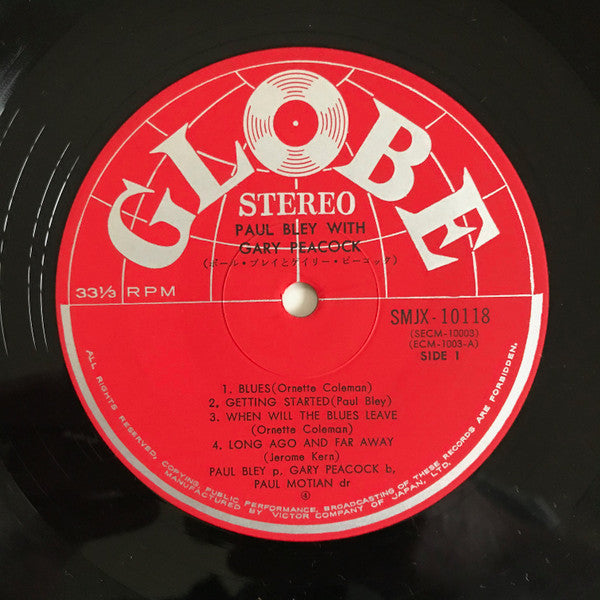 GLOBE
STEREO
PAUL BLEY WITH
GARY PEACOCK
(ポール・ブレイとゲイリー・ピーコック)
33⅓ RPM
SMJX-10118
(SECM-10003)
(ECM-1003-A)
SIDE 1
1. BLUES(Ornette Coleman)
2. GETTING STARTED(Paul Bley)
3. WHEN WILL THE BLUES LEAVE
(Ornette Coleman)
4. LONG AGO AND FAR AWAY
(Jerome Kern)
PAUL BLEY p, GARY PEACOCK b,
PAUL MOTIAN dr
④
ALL RIGHTS RESERVED, COPYING, PUBLIC PERFORMANCE, BROADCASTING OF THESE RECORDS ARE FORBIDDEN.
MANUFACTURED BY VICTOR COMPANY OF JAPAN, LTD.